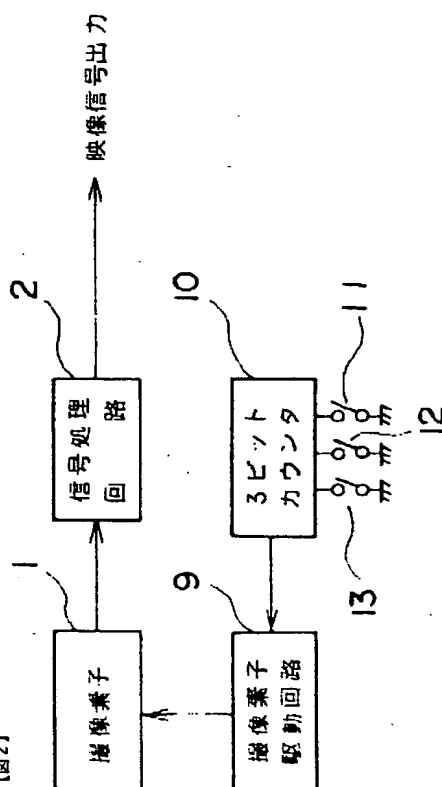 【図2】
1
撮像素子
2
信号処理
回路
映像信号出力
9
撮像素子
駆動回路
10
3ビット
カウンタ
11
12
13